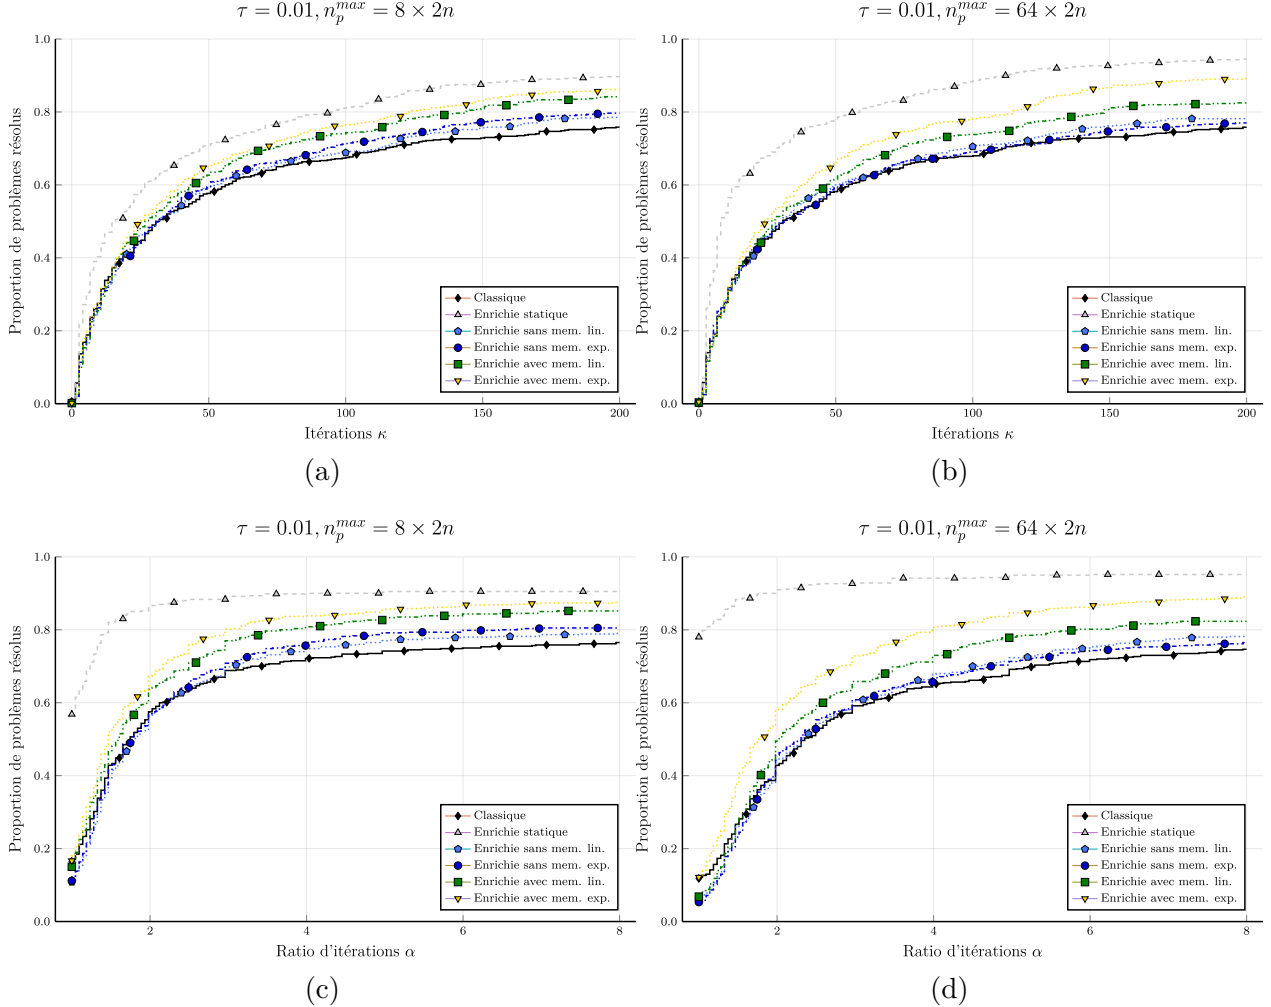 τ = 0.01, n_p^{max} = 8 × 2n
Proportion de problèmes résolus
1.0
0.8
0.6
0.4
0.2
0.0
0 50 100 150 200
Itérations κ
Classique
Enrichie statique
Enrichie sans mem. lin.
Enrichie sans mem. exp.
Enrichie avec mem. lin.
Enrichie avec mem. exp.
(a)
τ = 0.01, n_p^{max} = 64 × 2n
Proportion de problèmes résolus
1.0
0.8
0.6
0.4
0.2
0.0
0 50 100 150 200
Itérations κ
Classique
Enrichie statique
Enrichie sans mem. lin.
Enrichie sans mem. exp.
Enrichie avec mem. lin.
Enrichie avec mem. exp.
(b)
τ = 0.01, n_p^{max} = 8 × 2n
Proportion de problèmes résolus
1.0
0.8
0.6
0.4
0.2
0.0
2 4 6 8
Ratio d'itérations α
Classique
Enrichie statique
Enrichie sans mem. lin.
Enrichie sans mem. exp.
Enrichie avec mem. lin.
Enrichie avec mem. exp.
(c)
τ = 0.01, n_p^{max} = 64 × 2n
Proportion de problèmes résolus
1.0
0.8
0.6
0.4
0.2
0.0
2 4 6 8
Ratio d'itérations α
Classique
Enrichie statique
Enrichie sans mem. lin.
Enrichie sans mem. exp.
Enrichie avec mem. lin.
Enrichie avec mem. exp.
(d)